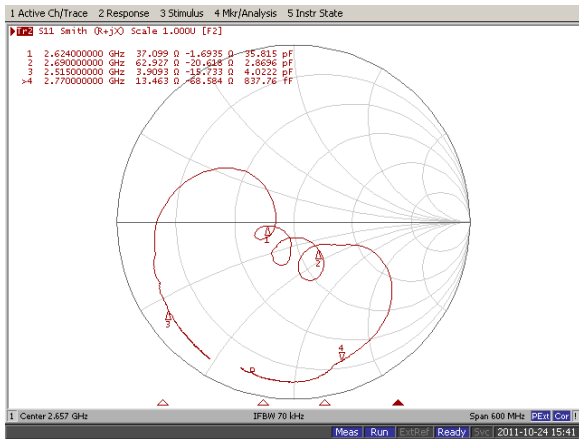 1 Active Ch/Trace 2 Response 3 Stimulus 4 Mkr/Analysis 5 Instr State
Tr2 S11 Smith (R+jX) Scale 1.000U [F2]
1 2.624000000 GHz 37.099 Ω -1.6935 Ω 35.815 pF
2 2.690000000 GHz 62.927 Ω -20.618 Ω 2.8696 pF
3 2.515000000 GHz 3.9093 Ω -15.733 Ω 4.0222 pF
>4 2.770000000 GHz 13.463 Ω -68.584 Ω 837.76 fF
1
2
3
4
1 Center 2.657 GHz IFBW 70 kHz Span 600 MHz PExt Cor !
Meas Run ExtRef Ready Svc 2011-10-24 15:41